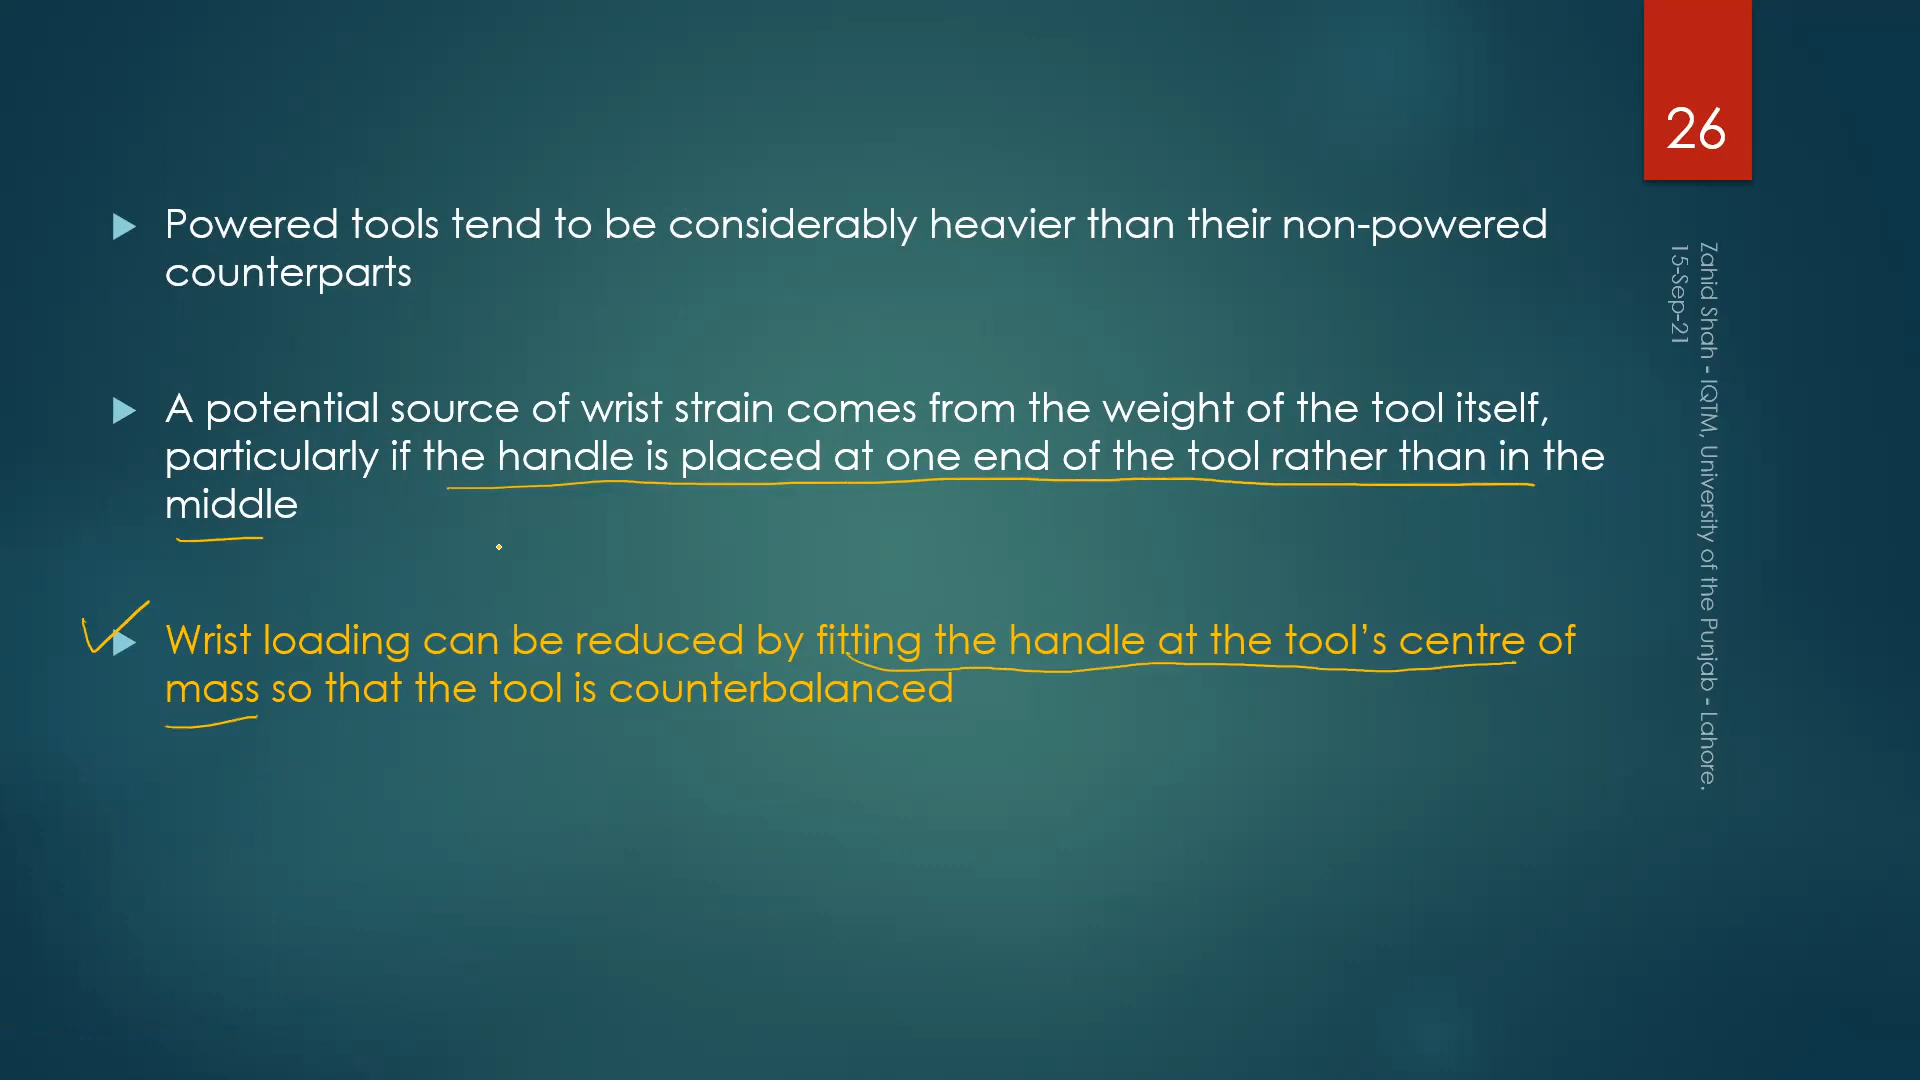 26
Powered tools tend to be considerably heavier than their non-powered
counterparts
A potential source of wrist strain comes from the weight of the tool itself,
particularly if the handle is placed at one end of the tool rather than in the
middle
Wrist loading can be reduced by fitting the handle at the tool’s centre of
mass so that the tool is counterbalanced
Zahid Shah - IQTM, University of the Punjab - Lahore.
15-Sep-21